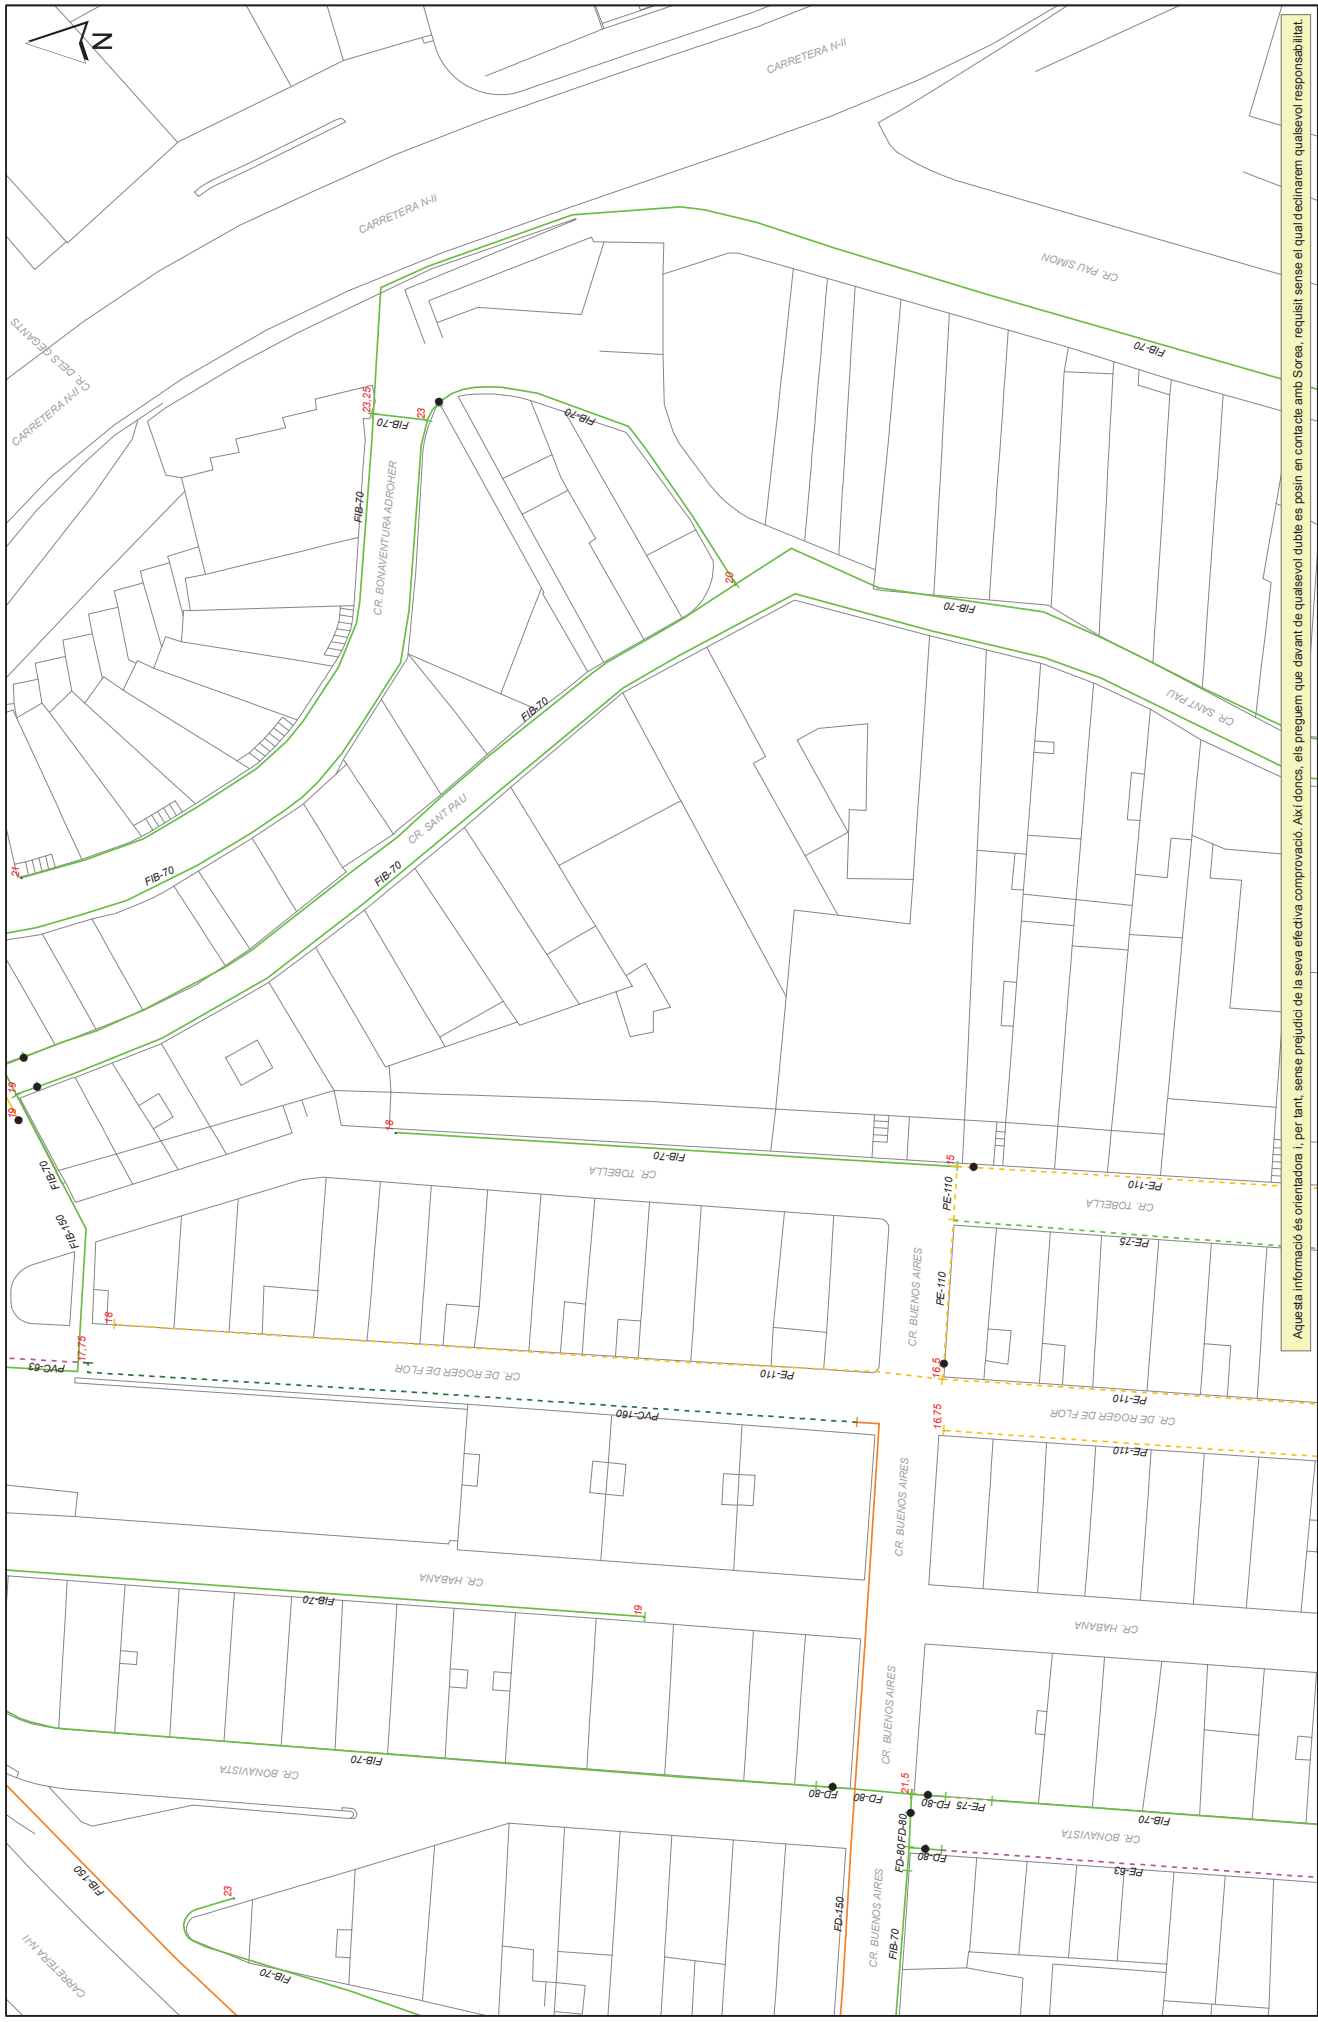 N
CARRETERA N-II
CARRETERA N-II
CR. PAU SIMON
CR. DELS GEGANTS
CARRETERA N-II
FIB-70
23,25
FIB-70
23
FIB-70
FIB-70
CR. BONAVENTURA ADROHER
20
FIB-70
CR. SANT PAU
FIB-70
CR. SANT PAU
FIB-70
21
FIB-70
19
19
18
FIB-70
FIB-150
FIB-70
CR. TOBELLA
15
PE-110
PE-110
CR. TOBELLA
PE-75
CR. BUENOS AIRES
PE-110
18
17,75
PVC-63
CR. DE ROGER DE FLOR
PE-110
16,5
PE-110
16,75
CR. DE ROGER DE FLOR
PE-110
PVC-160
CR. BUENOS AIRES
CR. HABANA
FIB-70
19
CR. HABANA
CR. BUENOS AIRES
FIB-70
CR. BONAVISTA
21,5
FD-80
FD-80
FD-80
PE-75
FIB-70
CR. BONAVISTA
FD-80
FD-80
FD-80
PE-63
FIB-150
23
FIB-70
FD-150
CR. BUENOS AIRES
FIB-70
CARRETERA N-II
Aquesta informació és orientadora i, per tant, sense prejudici de la seva efectiva comprovació. Així doncs, els preguem que davant de qualsevol dubte es posin en contacte amb Sorea, requisit sense el qual declinarem qualsevol responsabilitat.